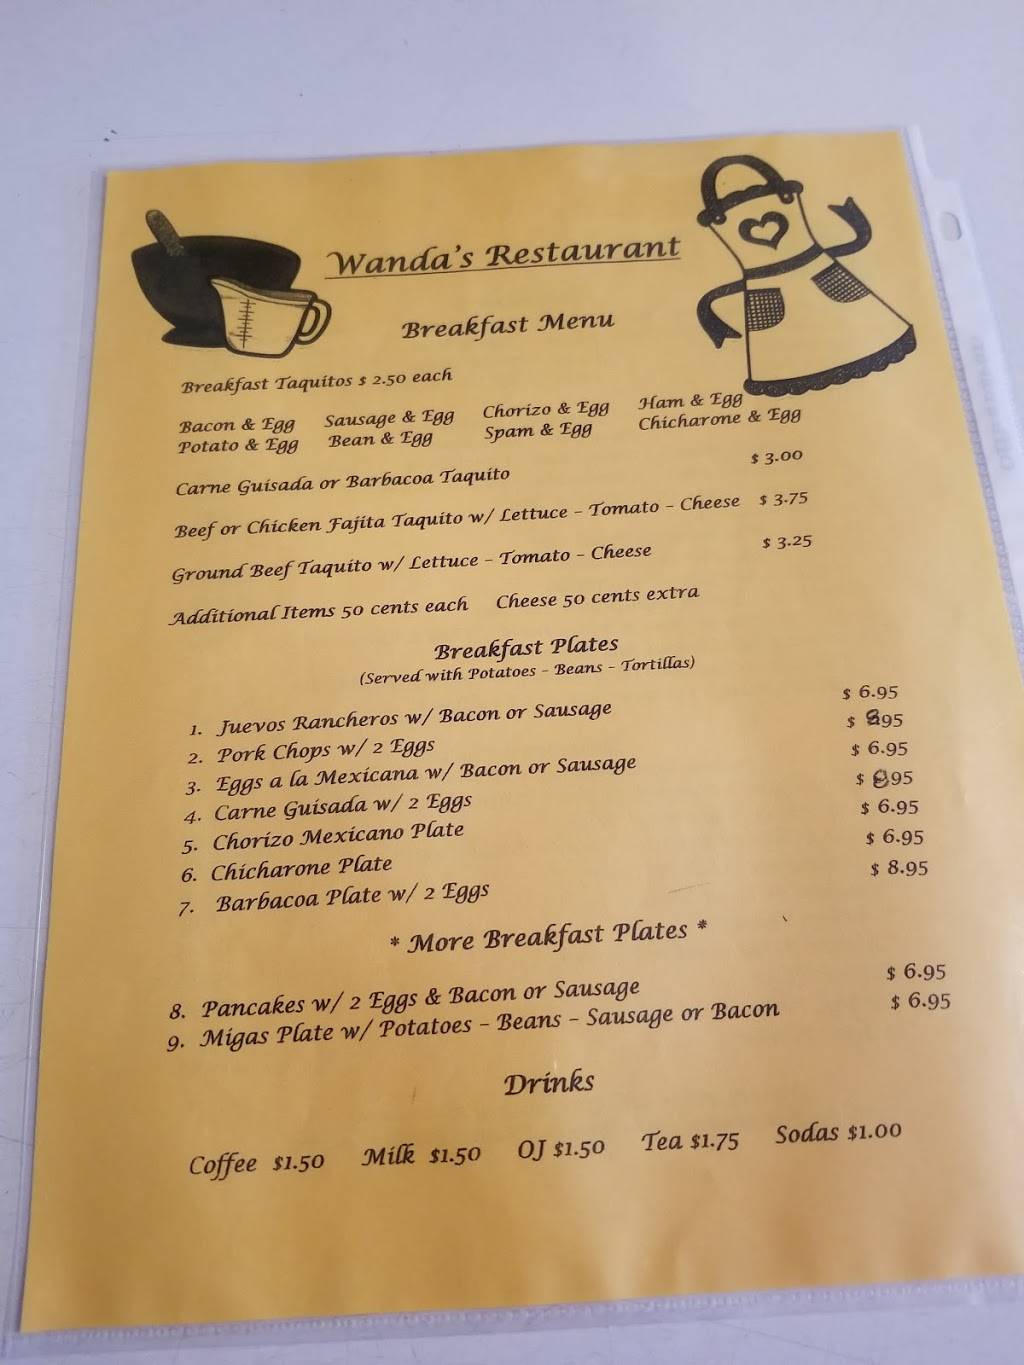 Wanda's Restaurant
Breakfast Menu
Breakfast Taquitos $ 2.50 each
Bacon & Egg Sausage & Egg Chorizo & Egg Ham & Egg
Potato & Egg Bean & Egg Spam & Egg Chicharone & Egg
Carne Guisada or Barbacoa Taquito $ 3.00
Beef or Chicken Fajita Taquito w/ Lettuce - Tomato - Cheese $ 3.75
Ground Beef Taquito w/ Lettuce - Tomato - Cheese $ 3.25
Additional Items 50 cents each Cheese 50 cents extra
Breakfast Plates
(Served with Potatoes - Beans - Tortillas)
1. Juevos Rancheros w/ Bacon or Sausage $ 6.95
2. Pork Chops w/ 2 Eggs $ 8.95
3. Eggs a la Mexicana w/ Bacon or Sausage $ 6.95
4. Carne Guisada w/ 2 Eggs $ 8.95
5. Chorizo Mexicano Plate $ 6.95
6. Chicharone Plate $ 6.95
7. Barbacoa Plate w/ 2 Eggs $ 8.95
* More Breakfast Plates *
8. Pancakes w/ 2 Eggs & Bacon or Sausage $ 6.95
9. Migas Plate w/ Potatoes - Beans - Sausage or Bacon $ 6.95
Drinks
Coffee $1.50 Milk $1.50 OJ $1.50 Tea $1.75 Sodas $1.00